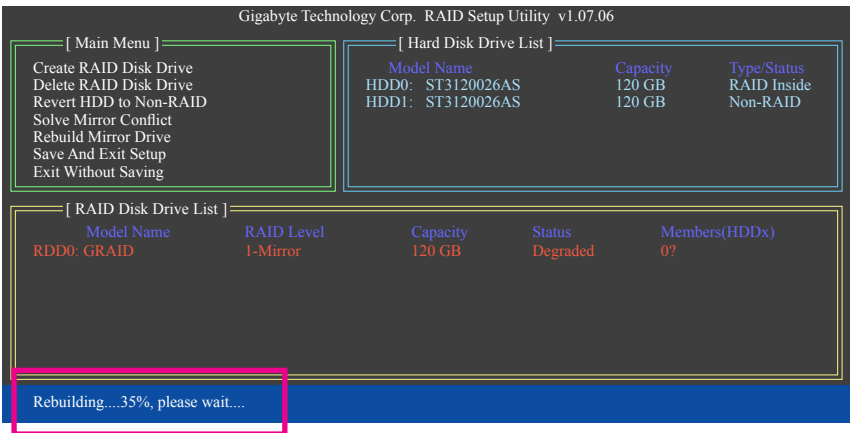 Gigabyte Technology Corp. RAID Setup Utility v1.07.06
[ Main Menu ]
Create RAID Disk Drive
Delete RAID Disk Drive
Revert HDD to Non-RAID
Solve Mirror Conflict
Rebuild Mirror Drive
Save And Exit Setup
Exit Without Saving
[ Hard Disk Drive List ]
Model Name Capacity Type/Status
HDD0: ST3120026AS 120 GB RAID Inside
HDD1: ST3120026AS 120 GB Non-RAID
[ RAID Disk Drive List ]
Model Name RAID Level Capacity Status Members(HDDx)
RDD0: GRAID 1-Mirror 120 GB Degraded 0?
Rebuilding....35%, please wait....